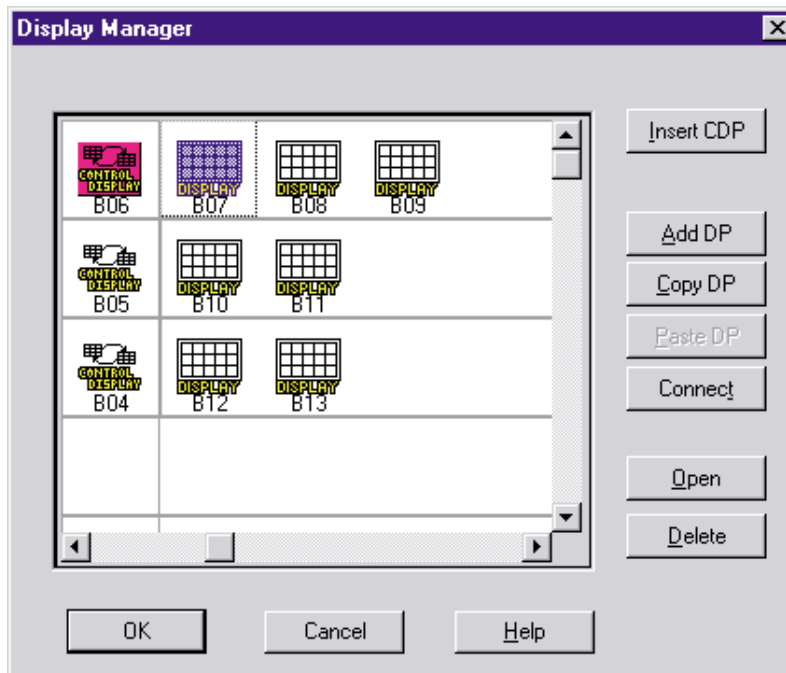 Display Manager
Insert CDP
CONTROL DISPLAY B06
DISPLAY B07
DISPLAY B08
DISPLAY B09
Add DP
CONTROL DISPLAY B05
DISPLAY B10
DISPLAY B11
Copy DP
Paste DP
CONTROL DISPLAY B04
DISPLAY B12
DISPLAY B13
Connect
Open
Delete
OK
Cancel
Help